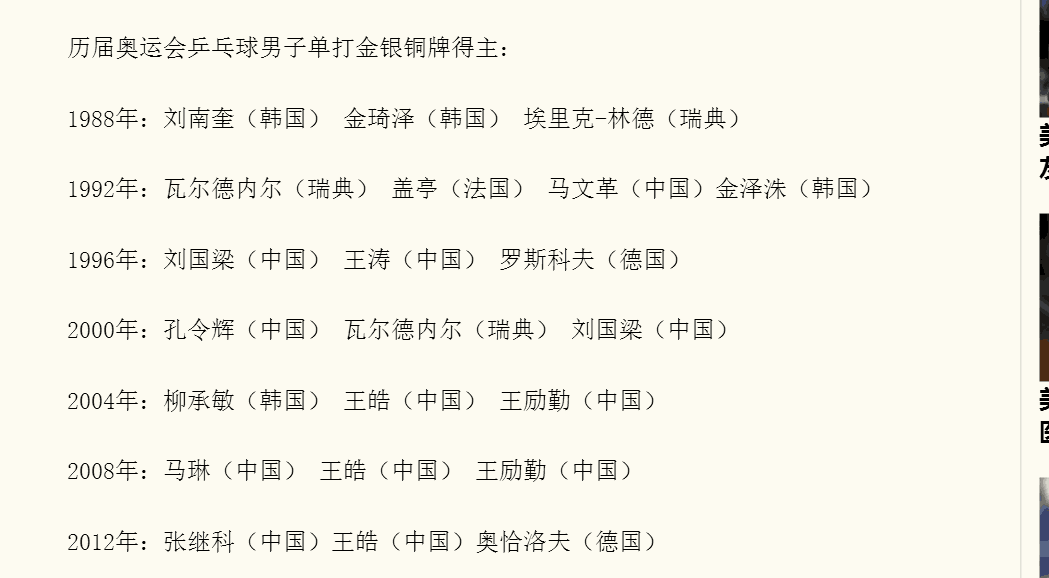 历届奥运会乒乓球男子单打金银铜牌得主：
1988年：刘南奎（韩国） 金琦泽（韩国） 埃里克-林德（瑞典）
1992年：瓦尔德内尔（瑞典） 盖亭（法国） 马文革（中国）金泽洙（韩国）
1996年：刘国梁（中国） 王涛（中国） 罗斯科夫（德国）
2000年：孔令辉（中国） 瓦尔德内尔（瑞典） 刘国梁（中国）
2004年：柳承敏（韩国） 王皓（中国） 王励勤（中国）
2008年：马琳（中国） 王皓（中国） 王励勤（中国）
2012年：张继科（中国）王皓（中国）奥恰洛夫（德国）